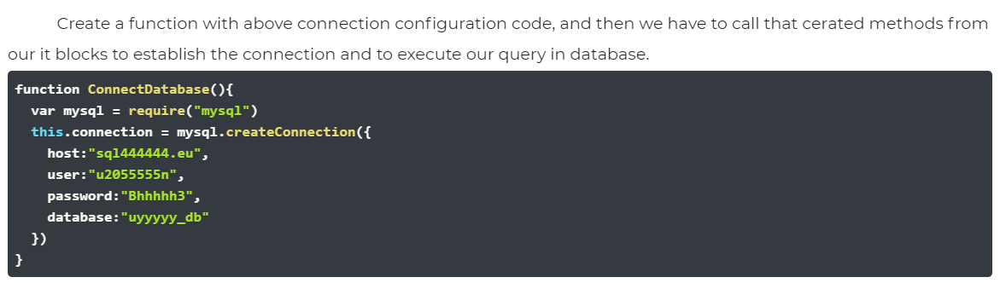 Create a function with above connection configuration code, and then we have to call that cerated methods from
our it blocks to establish the connection and to execute our query in database.
function ConnectDatabase(){
var mysql = require("mysql")
this.connection = mysql.createConnection({
host:"sql444444.eu",
user:"u2055555n",
password:"Bhhhhh3",
database:"uyyyyy_db"
})
}